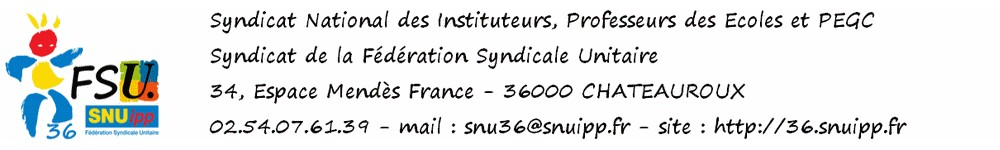 Syndicat National des Instituteurs, Professeurs des Ecoles et PEGC
Syndicat de la Fédération Syndicale Unitaire
34, Espace Mendès France - 36000 CHATEAUROUX
02.54.07.61.39 - mail : snu36@snuipp.fr - site : http://36.snuipp.fr
FSU.
SNUipp
Fédération Syndicale Unitaire
36